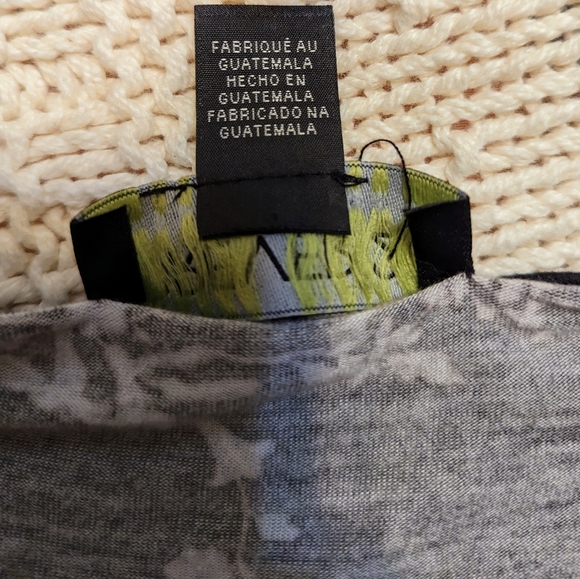 FABRIQUÉ AU
GUATEMALA
HECHO EN
GUATEMALA
FABRICADO NA
GUATEMALA